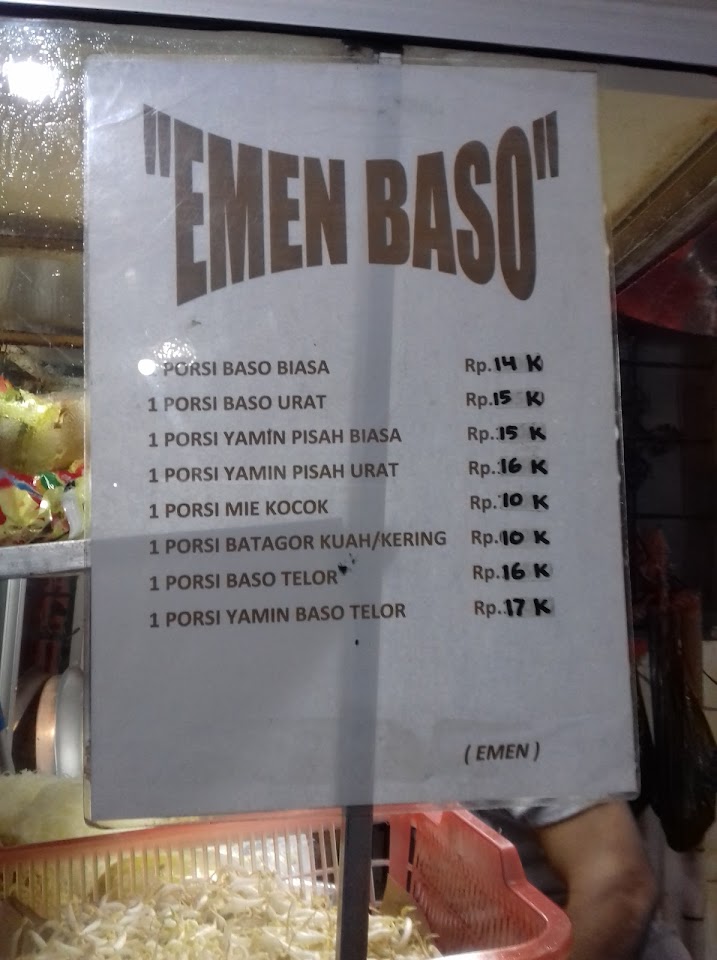 "EMEN BASO"
PORSI BASO BIASA Rp.14 K
1 PORSI BASO URAT Rp.15 K
1 PORSI YAMIN PISAH BIASA Rp.15 K
1 PORSI YAMIN PISAH URAT Rp.16 K
1 PORSI MIE KOCOK Rp.10 K
1 PORSI BATAGOR KUAH/KERING Rp.10 K
1 PORSI BASO TELOR Rp.16 K
1 PORSI YAMIN BASO TELOR Rp.17 K
( EMEN )